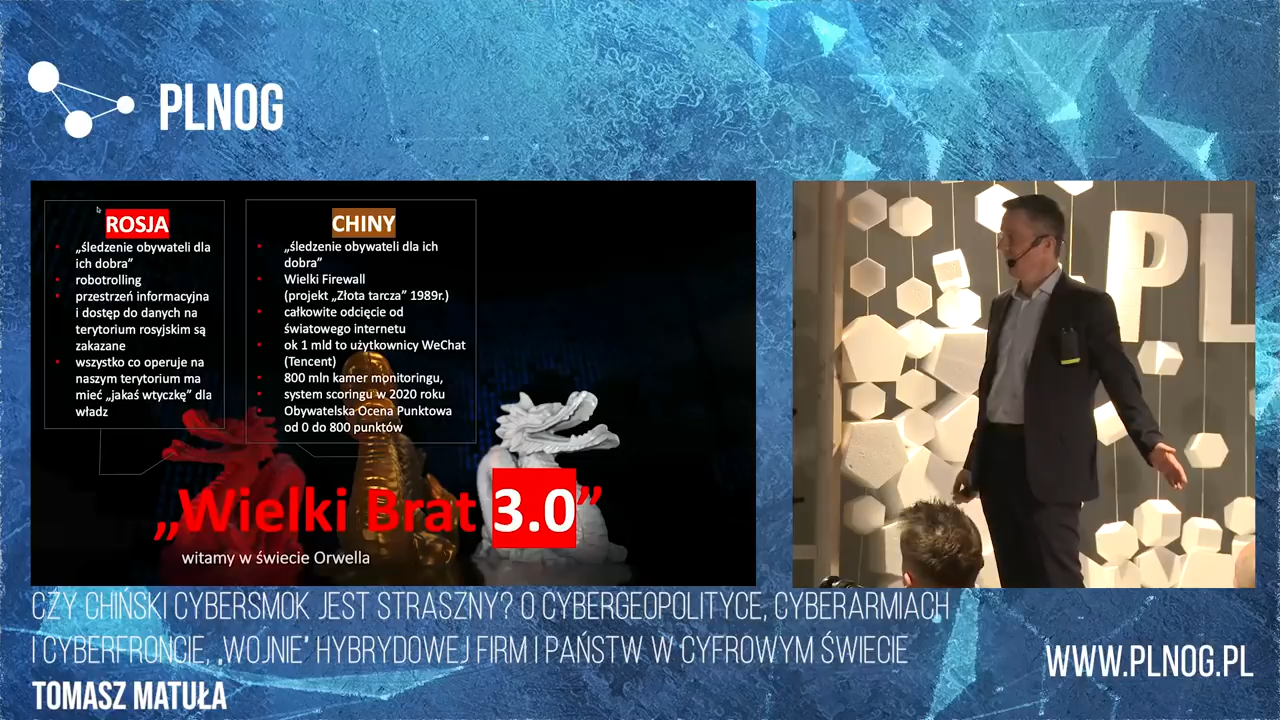 PLNOG
ROSJA
„śledzenie obywateli dla
ich dobra”
robotrolling
przestrzeń informacyjna
i dostęp do danych na
terytorium rosyjskim są
zakazane
wszystko co operuje na
naszym terytorium ma
mieć „jakaś wtyczkę” dla
władz
CHINY
„śledzenie obywateli dla ich
dobra”
Wielki Firewall
(projekt „Złota tarcza” 1989r.)
całkowite odcięcie od
światowego internetu
ok 1 mld to użytkownicy WeChat
(Tencent)
800 mln kamer monitoringu,
system scoringu w 2020 roku
Obywatelska Ocena Punktowa
od 0 do 800 punktów
„Wielki Brat 3.0”
witamy w świecie Orwella
PL
CZY CHIŃSKI CYBERSMOK JEST STRASZNY? O CYBERGEOPOLITYCE, CYBERARMIACH
I CYBERFRONCIE, „WOJNIE” HYBRYDOWEJ FIRM I PAŃSTW W CYFROWYM ŚWIECIE
TOMASZ MATUŁA
WWW.PLNOG.PL